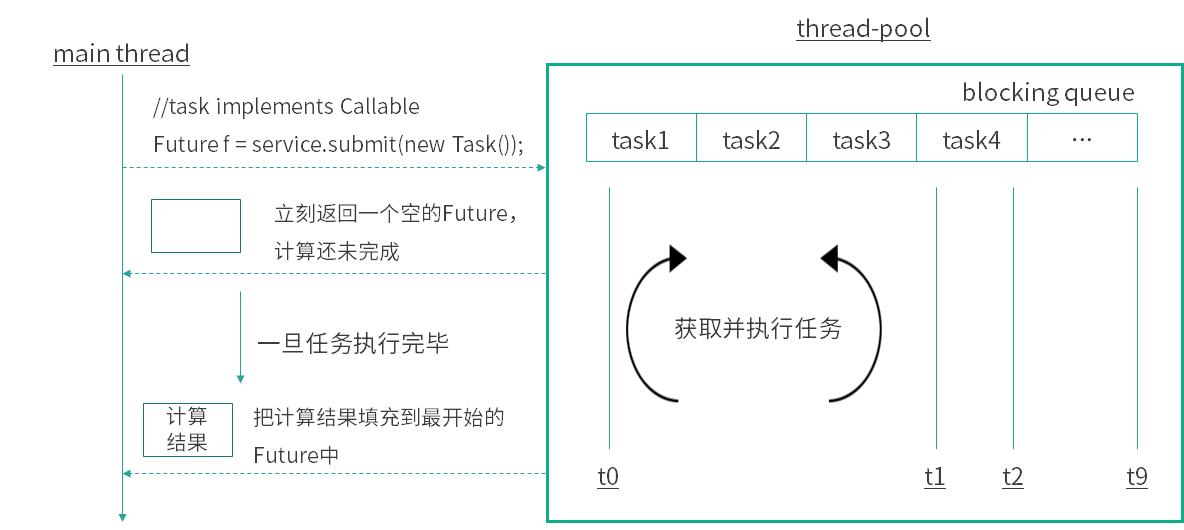 main thread
thread-pool
//task implements Callable
Future f = service.submit(new Task());
blocking queue
task1 task2 task3 task4 ...
立刻返回一个空的Future，
计算还未完成
获取并执行任务
一旦任务执行完毕
计算
结果
把计算结果填充到最开始的
Future中
t0 t1 t2 t9